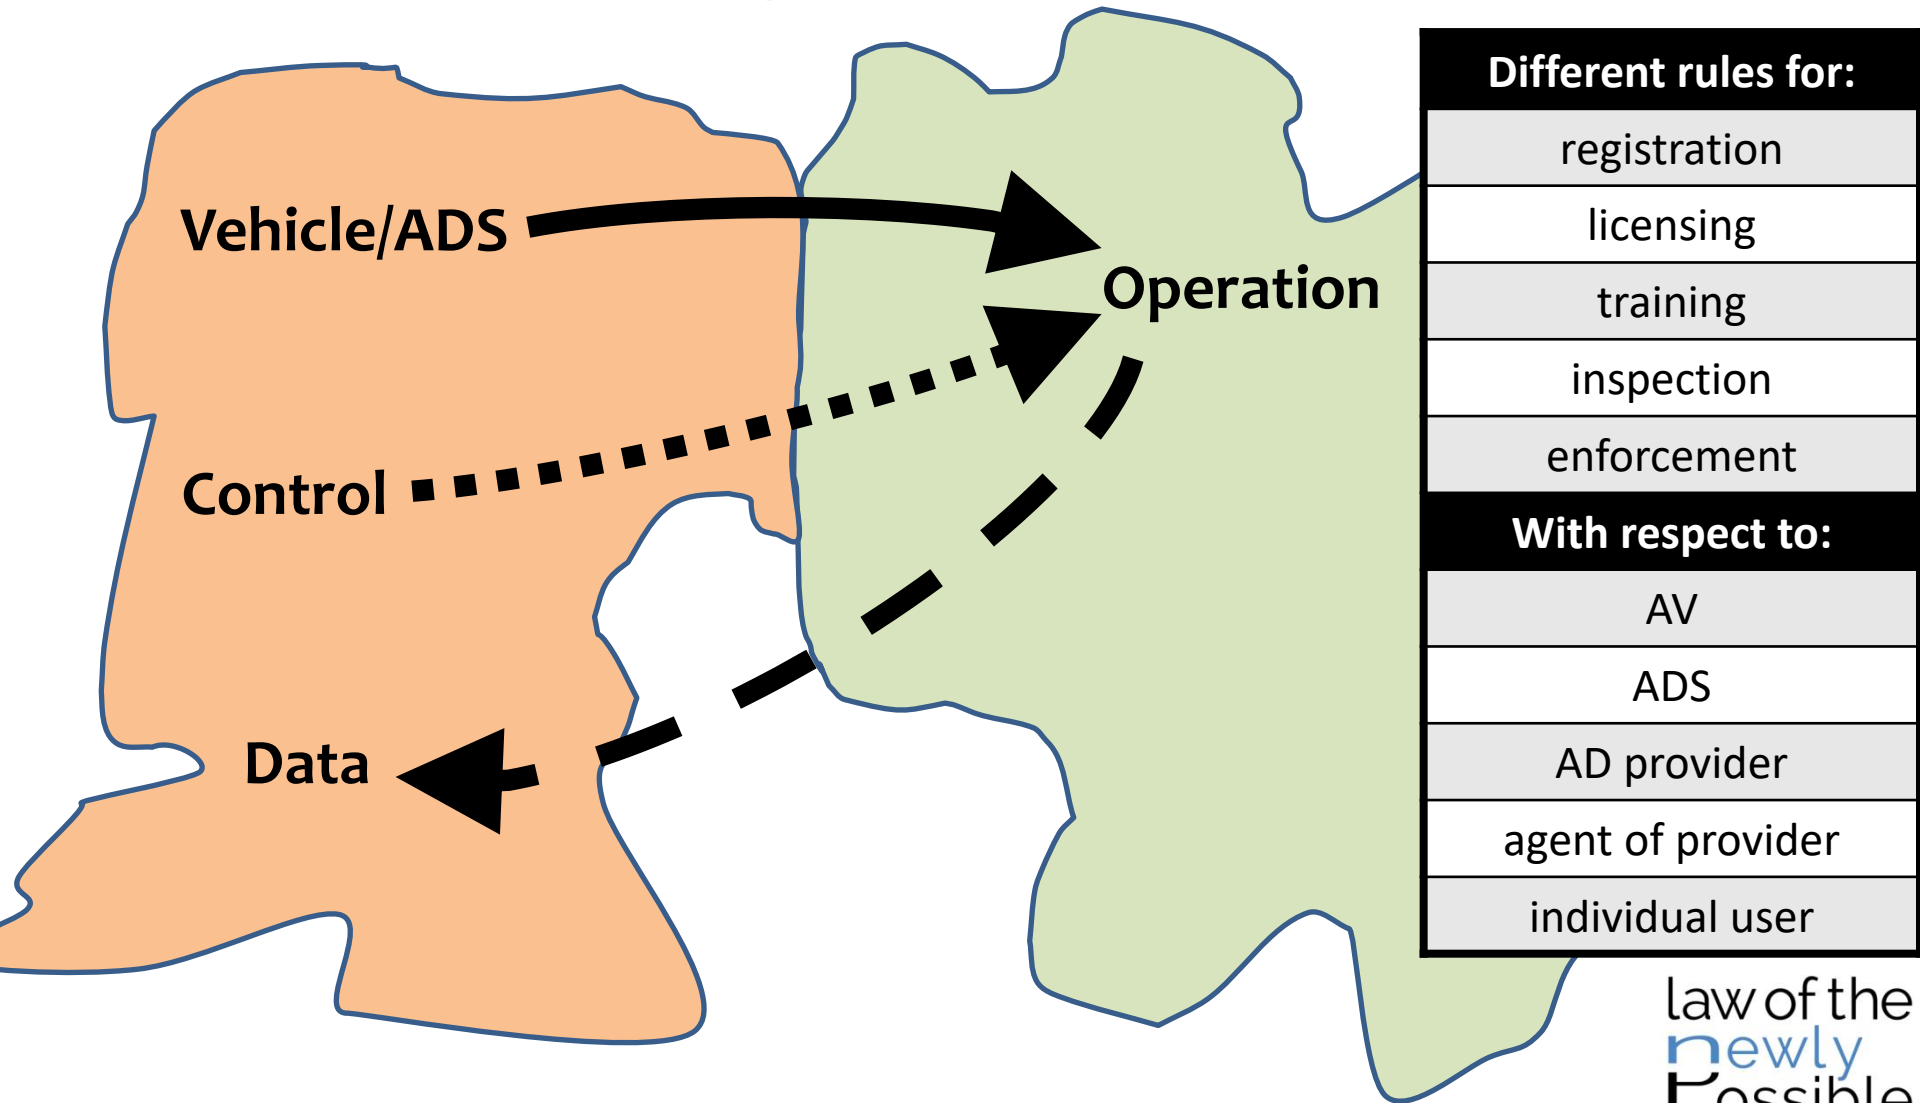 Vehicle/ADS
Operation
Control
Data
Different rules for:
registration
licensing
training
inspection
enforcement
With respect to:
AV
ADS
AD provider
agent of provider
individual user
law of the
newly
Possible